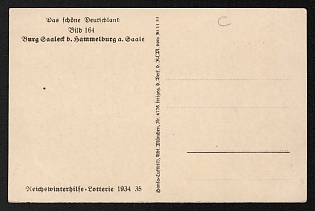 Das schöne Deutschland
Bild 164
Burg Saaleck b. Hammelburg a. Saale
C
Reichswinterhilfe-Lotterie 1934 35